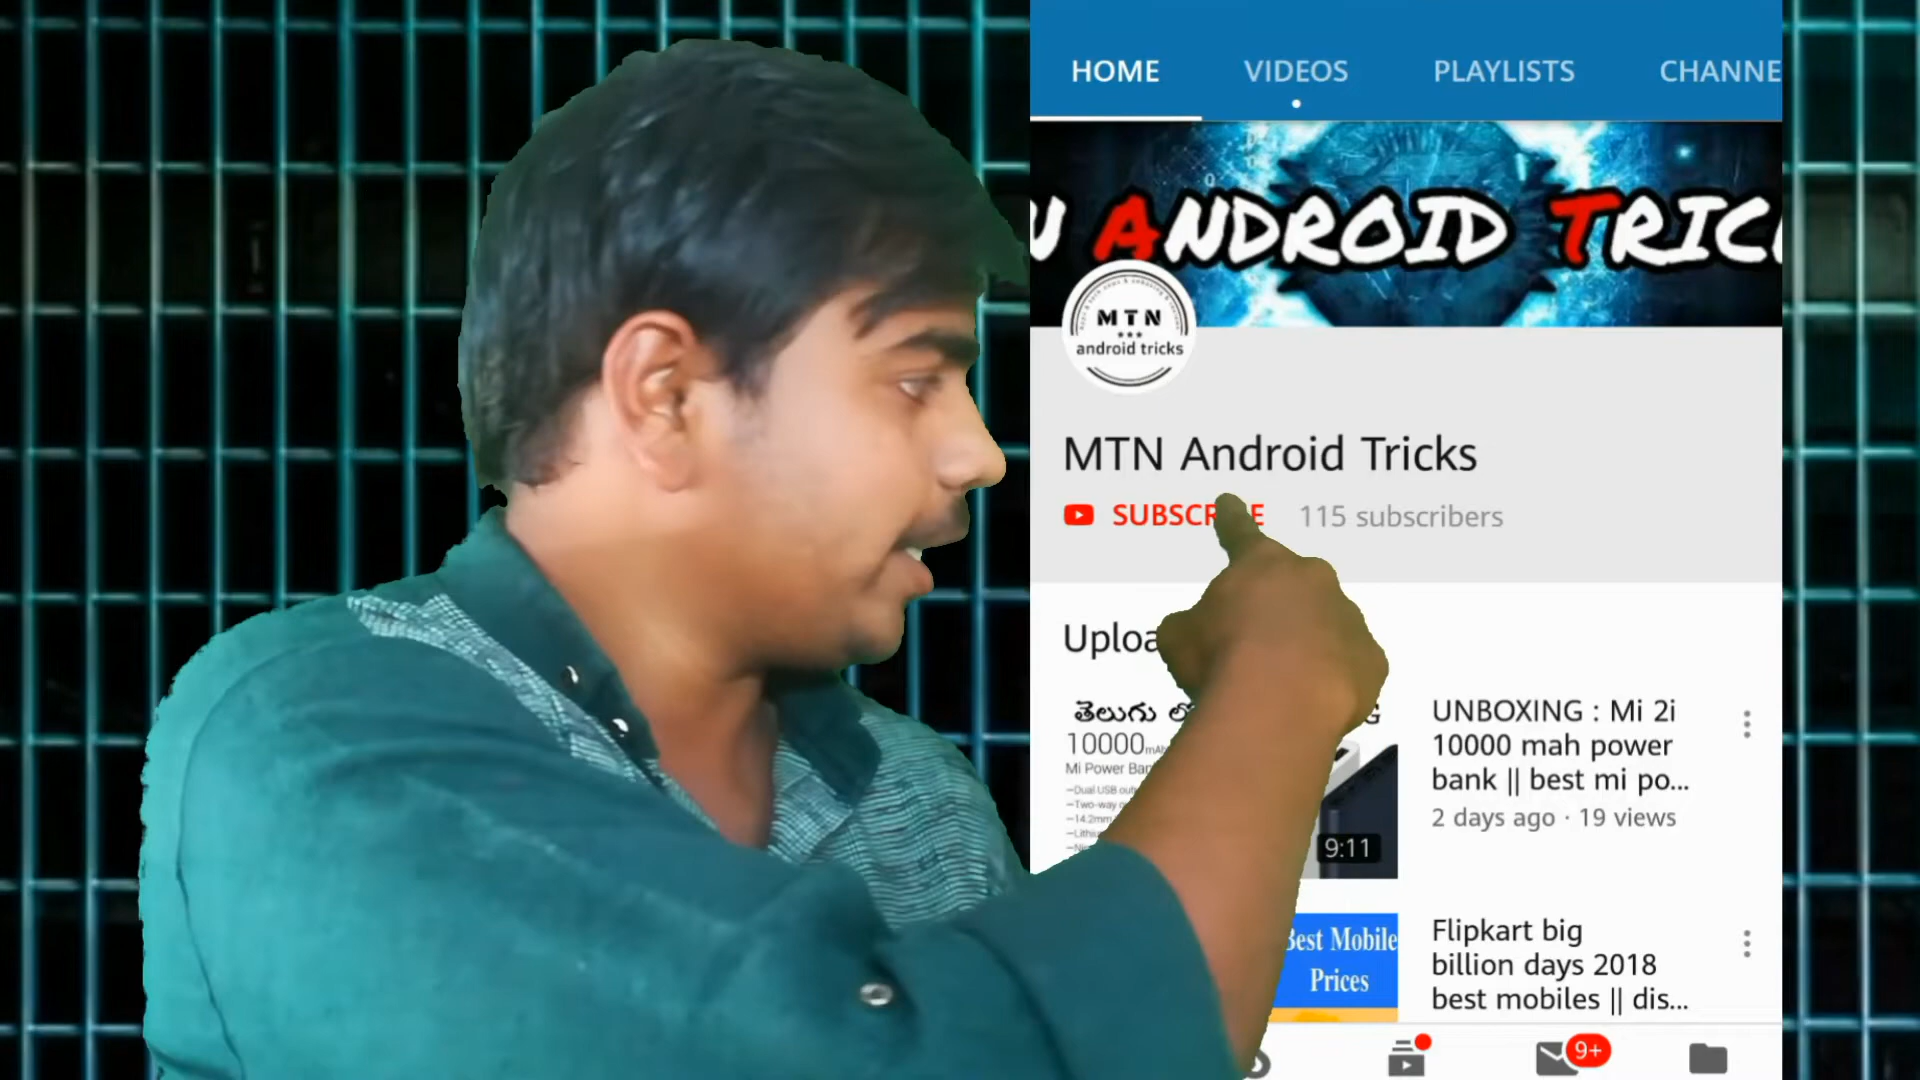 HOME VIDEOS PLAYLISTS CHANNE
N ANDROID TRIC
MTN
android tricks
MTN Android Tricks
SUBSCR E 115 subscribers
Uploa
తెలుగు లో
10000mAh
Mi Power Ban
9:11
UNBOXING : Mi 2i
10000 mah power
bank || best mi po...
2 days ago · 19 views
Best Mobile
Prices
Flipkart big
billion days 2018
best mobiles || dis...
9+